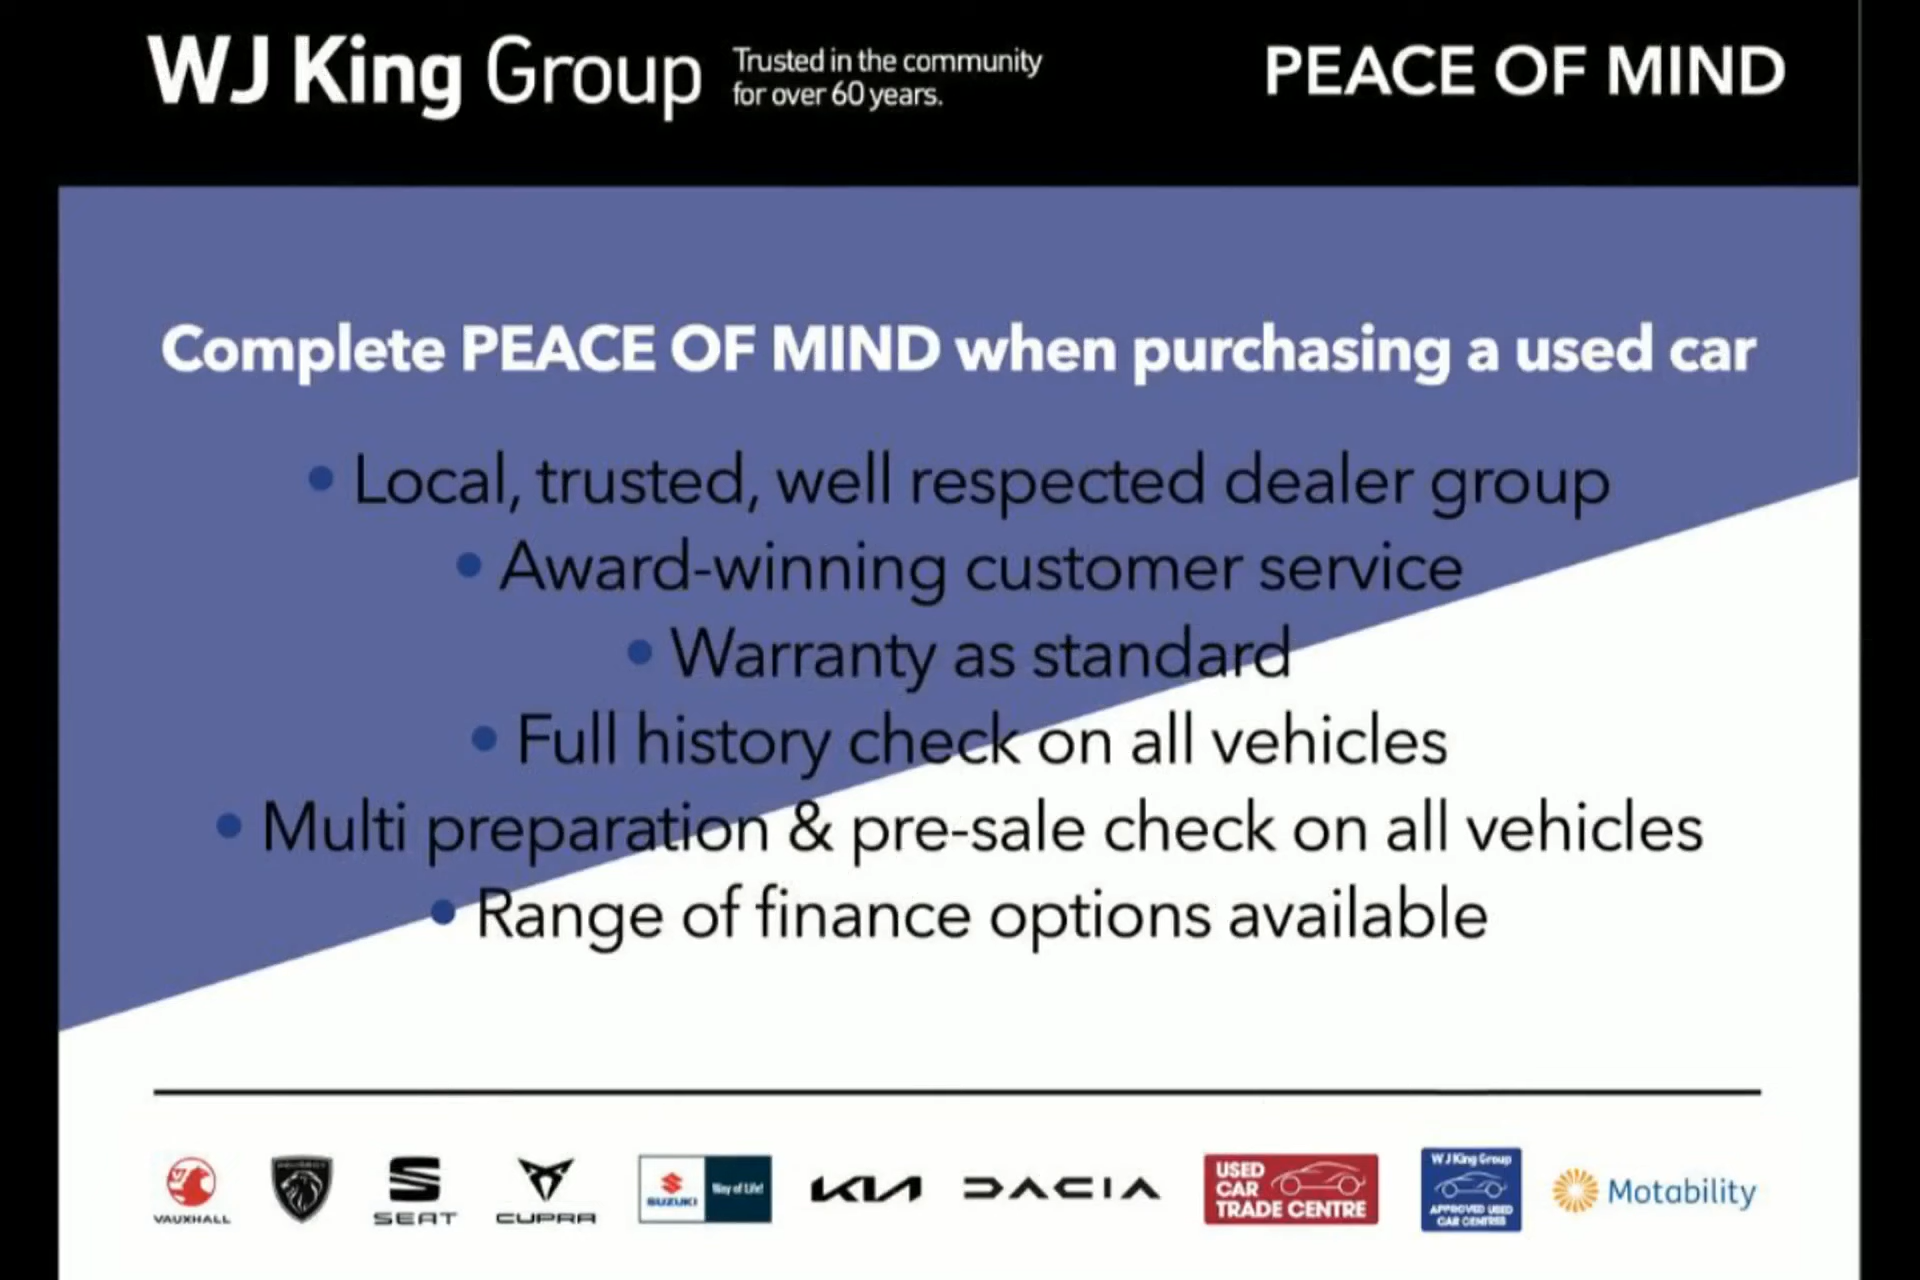 WJ King Group
Trusted in the community
for over 60 years.
PEACE OF MIND
Complete PEACE OF MIND when purchasing a used car
• Local, trusted, well respected dealer group
• Award-winning customer service
• Warranty as standard
• Full history check on all vehicles
• Multi preparation & pre-sale check on all vehicles
• Range of finance options available
VAUXHALL
PEUGEOT
SEAT
CUPRA
SUZUKI
Way of Life!
KIA
DACIA
USED
CAR
TRADE CENTRE
WJ King Group
APPROVED USED
CAR CENTRES
Motability